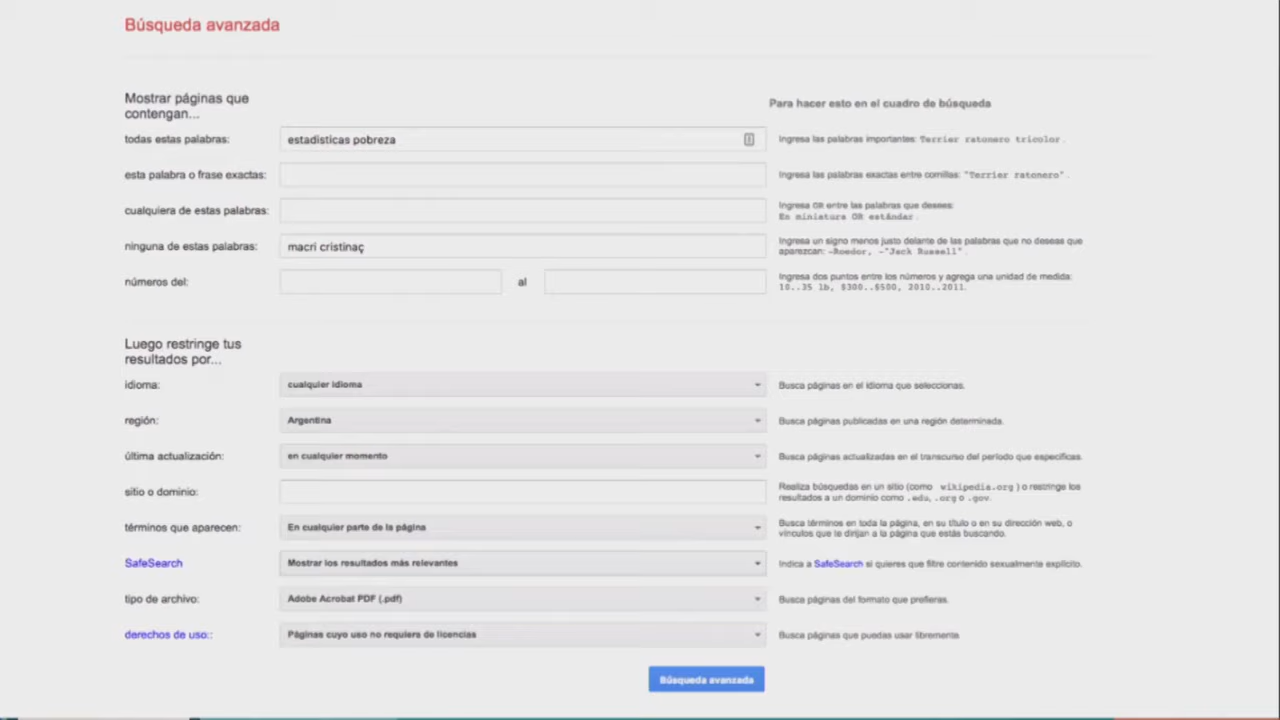 Búsqueda avanzada
Mostrar páginas que
contengan...
Para hacer esto en el cuadro de búsqueda
todas estas palabras:
estadisticas pobreza
Ingresa las palabras importantes: Terrier ratonero tricolor.
esta palabra o frase exactas:
Ingresa las palabras exactas entre comillas: "Terrier ratonero".
cualquiera de estas palabras:
Ingresa OR entre las palabras que desees:
En miniatura OR estándar.
ninguna de estas palabras:
macri cristinaç
Ingresa un signo menos justo delante de las palabras que no deseas que
aparezcan: -Roedor, -"Jack Russell".
números del:
al
Ingresa dos puntos entre los números y agrega una unidad de medida:
10..35 lb, $300..$500, 2010..2011.
Luego restringe tus
resultados por...
idioma:
cualquier idioma
Busca páginas en el idioma que seleccionas.
región:
Argentina
Busca páginas publicadas en una región determinada.
última actualización:
en cualquier momento
Busca páginas actualizadas en el transcurso del período que especificas.
sitio o dominio:
Realiza búsquedas en un sitio (como wikipedia.org ) o restringe los
resultados a un dominio como .edu, .org o .gov.
términos que aparecen:
En cualquier parte de la página
Busca términos en toda la página, en su título o en su dirección web, o
vínculos que te dirijan a la página que estás buscando.
SafeSearch
Mostrar los resultados más relevantes
Indica a SafeSearch si quieres que filtre contenido sexualmente explícito.
tipo de archivo:
Adobe Acrobat PDF (.pdf)
Busca páginas del formato que prefieras.
derechos de uso::
Páginas cuyo uso no requiera de licencias
Busca páginas que puedas usar libremente.
Búsqueda avanzada